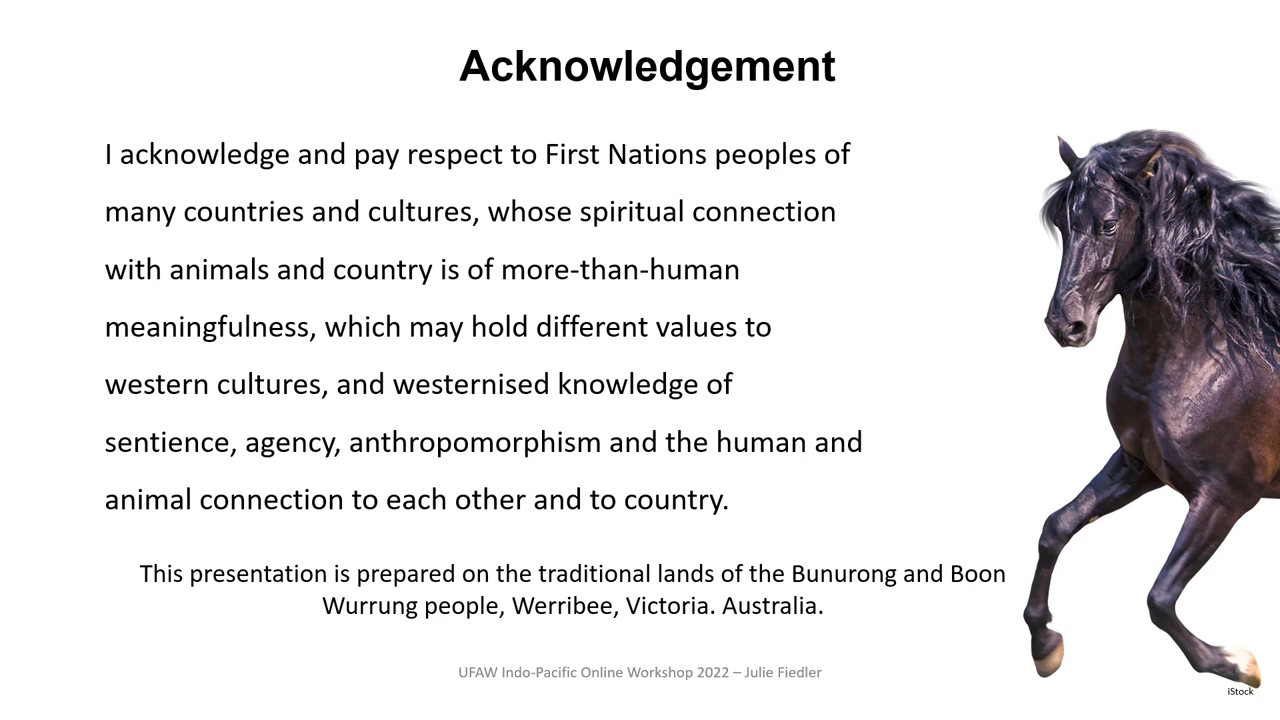 Acknowledgement
I acknowledge and pay respect to First Nations peoples of
many countries and cultures, whose spiritual connection
with animals and country is of more-than-human
meaningfulness, which may hold different values to
western cultures, and westernised knowledge of
sentience, agency, anthropomorphism and the human and
animal connection to each other and to country.
This presentation is prepared on the traditional lands of the Bunurong and Boon
Wurrung people, Werribee, Victoria. Australia.
UFAW Indo-Pacific Online Workshop 2022 – Julie Fiedler
iStock